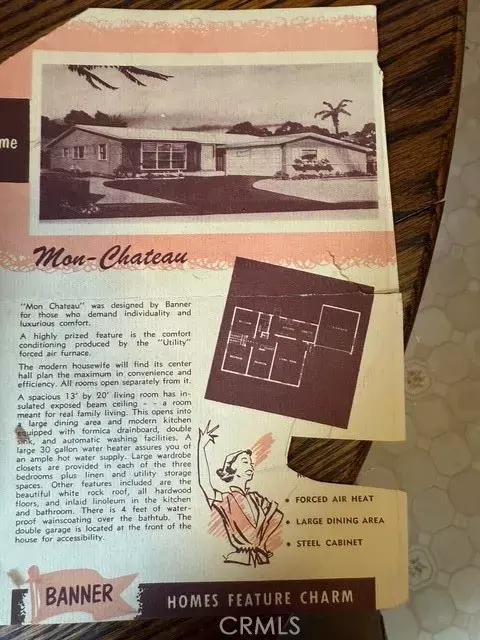 me
Mon-Chateau
"Mon Chateau" was designed by Banner
for those who demand individuality and
luxurious comfort.
A highly prized feature is the comfort
conditioning produced by the "Utility"
forced air furnace.
The modern housewife will find its center
hall plan the maximum in convenience and
efficiency. All rooms open separately from it.
A spacious 13' by 20' living room has in-
sulated exposed beam ceiling - - a room
meant for real family living. This opens into
a large dining area and modern kitchen
equipped with formica drainboard, double
sink, and automatic washing facilities. A
large 30 gallon water heater assures you of
an ample hot water supply. Large wardrobe
closets are provided in each of the three
bedrooms plus linen and utility storage
spaces. Other features included are the
beautiful white rock roof, all hardwood
floors, and inlaid linoleum in the kitchen
and bathroom. There is 4 feet of water-
proof wainscoating over the bathtub. The
double garage is located at the front of the
house for accessibility.
• FORCED AIR HEAT
• LARGE DINING AREA
• STEEL CABINET
BANNER
HOMES FEATURE CHARM
CRMLS